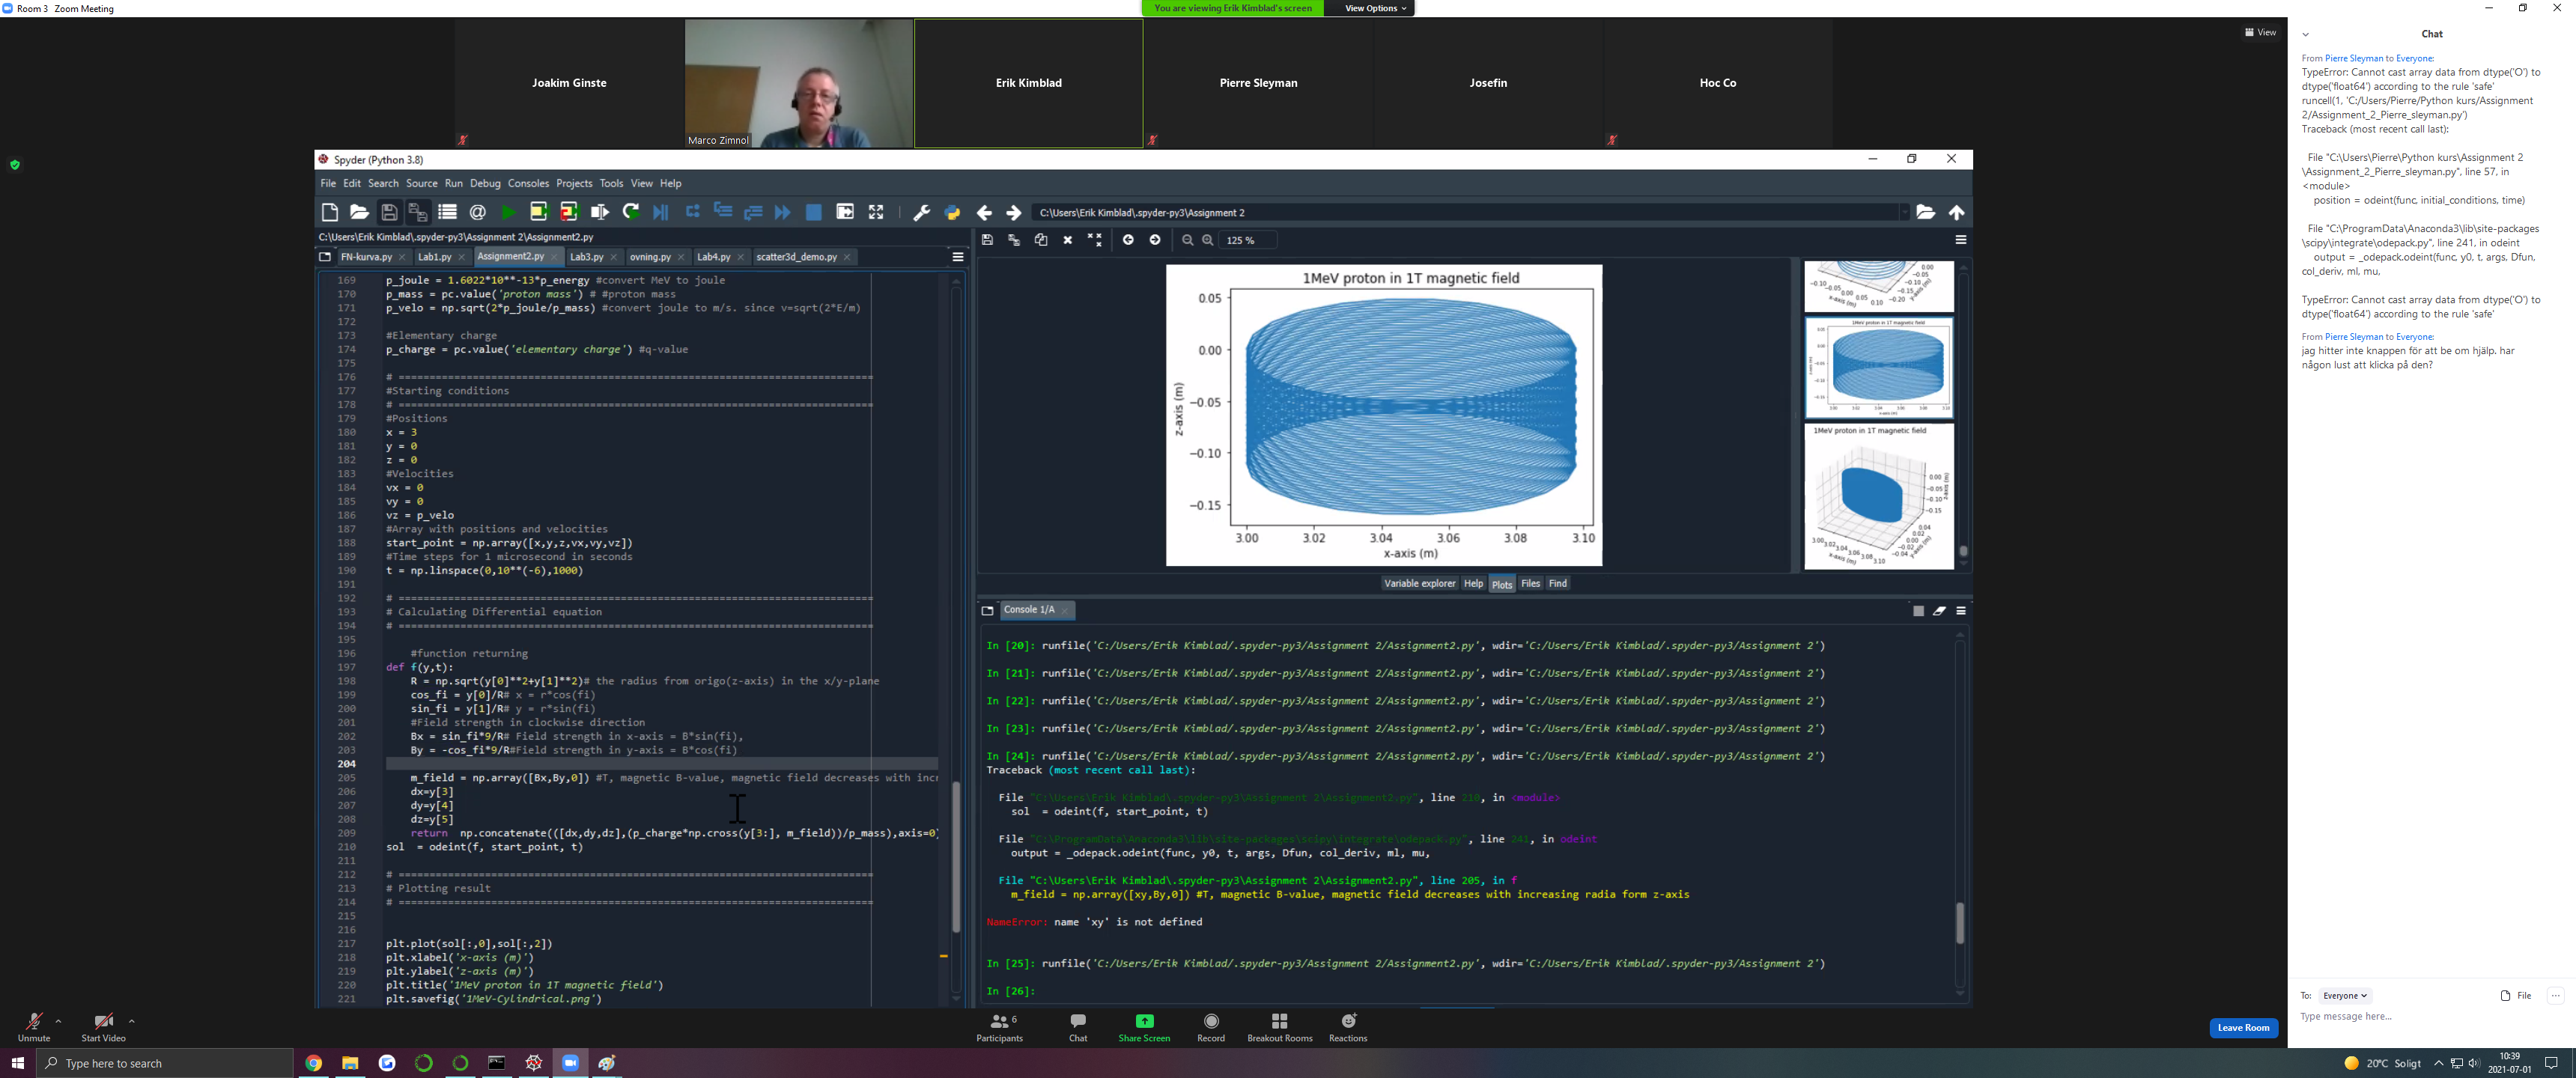 Room 3 Zoom Meeting
You are viewing Erik Kimblad's screen
View Options
View
Joakim Ginste
Marco Zimnol
Erik Kimblad
Pierre Sleyman
Josefin
Hoc Co
Spyder (Python 3.8)
File Edit Search Source Run Debug Consoles Projects Tools View Help
C:\Users\Erik Kimblad\.spyder-py3\Assignment 2
C:\Users\Erik Kimblad\.spyder-py3\Assignment 2\Assignment2.py
FN-kurva.py Lab1.py Assignment2.py Lab3.py ovning.py Lab4.py scatter3d_demo.py
169 p_joule = 1.6022*10**-13*p_energy #convert MeV to joule
170 p_mass = pc.value('proton mass') # #proton mass
171 p_velo = np.sqrt(2*p_joule/p_mass) #convert joule to m/s. since v=sqrt(2*E/m)
172
173 #Elementary charge
174 p_charge = pc.value('elementary charge') #q-value
175
176 # =============================================================================
177 #Starting conditions
178 # =============================================================================
179 #Positions
180 x = 3
181 y = 0
182 z = 0
183 #Velocities
184 vx = 0
185 vy = 0
186 vz = p_velo
187 #Array with positions and velocities
188 start_point = np.array([x,y,z,vx,vy,vz])
189 #Time steps for 1 microsecond in seconds
190 t = np.linspace(0,10**(-6),1000)
191
192 # =============================================================================
193 # Calculating Differential equation
194 # =============================================================================
195
196 #function returning
197 def f(y,t):
198 R = np.sqrt(y[0]**2+y[1]**2)# the radius from origo(z-axis) in the x/y-plane
199 cos_fi = y[0]/R# x = r*cos(fi)
200 sin_fi = y[1]/R# y = r*sin(fi)
201 #Field strength in clockwise direction
202 Bx = sin_fi*9/R# Field strength in x-axis = B*sin(fi),
203 By = -cos_fi*9/R#Field strength in y-axis = B*cos(fi)
204
205 m_field = np.array([Bx,By,0]) #T, magnetic B-value, magnetic field decreases with incr
206 dx=y[3]
207 dy=y[4]
208 dz=y[5]
209 return np.concatenate(([dx,dy,dz],(p_charge*np.cross(y[3:], m_field))/p_mass),axis=0)
210 sol = odeint(f, start_point, t)
211
212 # =============================================================================
213 # Plotting result
214 # =============================================================================
215
216
217 plt.plot(sol[:,0],sol[:,2])
218 plt.xlabel('x-axis (m)')
219 plt.ylabel('z-axis (m)')
220 plt.title('1MeV proton in 1T magnetic field')
221 plt.savefig('1MeV-Cylindrical.png')
125 %
1MeV proton in 1T magnetic field
z-axis (m)
0.05
0.00
−0.05
−0.10
−0.15
3.00 3.02 3.04 3.06 3.08 3.10
x-axis (m)
1MeV proton in 1T magnetic field
1MeV proton in 1T magnetic field
Variable explorer Help Plots Files Find
Console 1/A
In [20]: runfile('C:/Users/Erik Kimblad/.spyder-py3/Assignment 2/Assignment2.py', wdir='C:/Users/Erik Kimblad/.spyder-py3/Assignment 2')
In [21]: runfile('C:/Users/Erik Kimblad/.spyder-py3/Assignment 2/Assignment2.py', wdir='C:/Users/Erik Kimblad/.spyder-py3/Assignment 2')
In [22]: runfile('C:/Users/Erik Kimblad/.spyder-py3/Assignment 2/Assignment2.py', wdir='C:/Users/Erik Kimblad/.spyder-py3/Assignment 2')
In [23]: runfile('C:/Users/Erik Kimblad/.spyder-py3/Assignment 2/Assignment2.py', wdir='C:/Users/Erik Kimblad/.spyder-py3/Assignment 2')
In [24]: runfile('C:/Users/Erik Kimblad/.spyder-py3/Assignment 2/Assignment2.py', wdir='C:/Users/Erik Kimblad/.spyder-py3/Assignment 2')
Traceback (most recent call last):
File "C:\Users\Erik Kimblad\.spyder-py3\Assignment 2\Assignment2.py", line 210, in <module>
sol = odeint(f, start_point, t)
File "C:\ProgramData\Anaconda3\lib\site-packages\scipy\integrate\odepack.py", line 241, in odeint
output = _odepack.odeint(func, y0, t, args, Dfun, col_deriv, ml, mu,
File "C:\Users\Erik Kimblad\.spyder-py3\Assignment 2\Assignment2.py", line 205, in f
m_field = np.array([xy,By,0]) #T, magnetic B-value, magnetic field decreases with increasing radia form z-axis
NameError: name 'xy' is not defined
In [25]: runfile('C:/Users/Erik Kimblad/.spyder-py3/Assignment 2/Assignment2.py', wdir='C:/Users/Erik Kimblad/.spyder-py3/Assignment 2')
In [26]:
Chat
From Pierre Sleyman to Everyone:
TypeError: Cannot cast array data from dtype('O') to
dtype('float64') according to the rule 'safe'
runcell(1, 'C:/Users/Pierre/Python kurs/Assignment
2/Assignment_2_Pierre_sleyman.py')
Traceback (most recent call last):
File "C:\Users\Pierre\Python kurs\Assignment 2
\Assignment_2_Pierre_sleyman.py", line 57, in
<module>
position = odeint(func, initial_conditions, time)
File "C:\ProgramData\Anaconda3\lib\site-packages
\scipy\integrate\odepack.py", line 241, in odeint
output = _odepack.odeint(func, y0, t, args, Dfun,
col_deriv, ml, mu,
TypeError: Cannot cast array data from dtype('O') to
dtype('float64') according to the rule 'safe'
From Pierre Sleyman to Everyone:
jag hitter inte knappen för att be om hjälp. har
någon lust att klicka på den?
To: Everyone
File
Type message here...
Unmute
Start Video
6
Participants
Chat
Share Screen
Record
Breakout Rooms
Reactions
Leave Room
Type here to search
20°C Soligt
10:39
2021-07-01